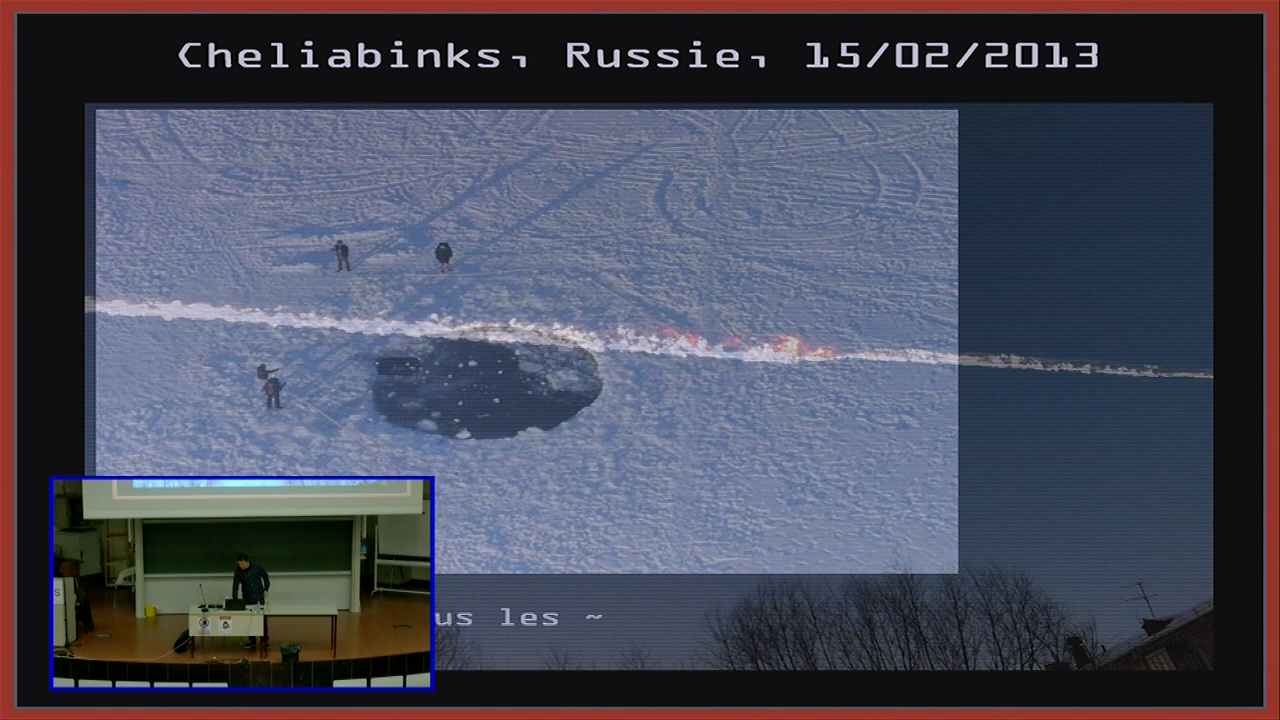 Cheliabinks, Russie, 15/02/2013
us les ~